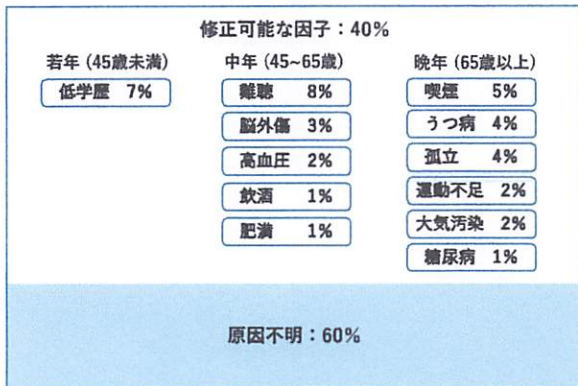 修正可能な因子：40%
若年（45歳未満）
低学歴 7%
中年（45~65歳）
難聴 8%
脳外傷 3%
高血圧 2%
飲酒 1%
肥満 1%
晩年（65歳以上）
喫煙 5%
うつ病 4%
孤立 4%
運動不足 2%
大気汚染 2%
糖尿病 1%
原因不明：60%